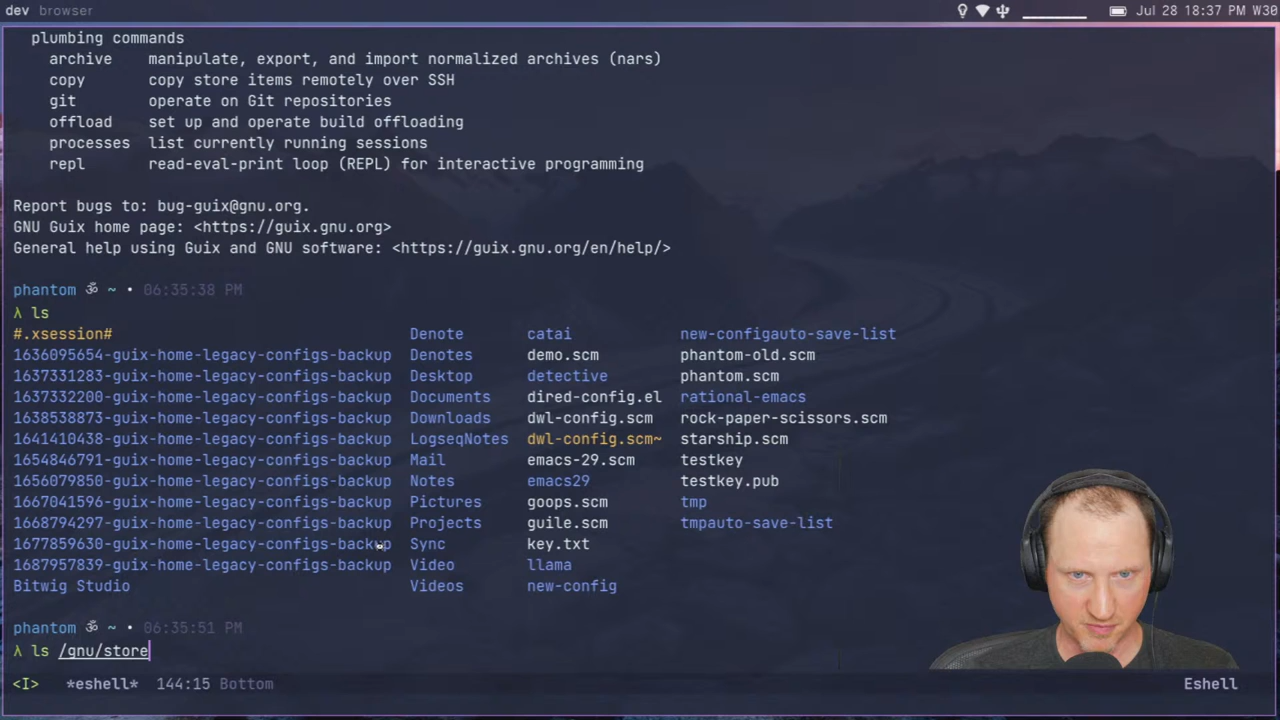 dev browser Jul 28 18:37 PM W30
plumbing commands
archive manipulate, export, and import normalized archives (nars)
copy copy store items remotely over SSH
git operate on Git repositories
offload set up and operate build offloading
processes list currently running sessions
repl read-eval-print loop (REPL) for interactive programming
Report bugs to: bug-guix@gnu.org.
GNU Guix home page: <https://guix.gnu.org>
General help using Guix and GNU software: <https://guix.gnu.org/en/help/>
phantom ॐ ~ • 06:35:38 PM
λ ls
#.xsession# Denote catai new-configauto-save-list
1636095654-guix-home-legacy-configs-backup Denotes demo.scm phantom-old.scm
1637331283-guix-home-legacy-configs-backup Desktop detective phantom.scm
1637332200-guix-home-legacy-configs-backup Documents dired-config.el rational-emacs
1638538873-guix-home-legacy-configs-backup Downloads dwl-config.scm rock-paper-scissors.scm
1641410438-guix-home-legacy-configs-backup LogseqNotes dwl-config.scm~ starship.scm
1654846791-guix-home-legacy-configs-backup Mail emacs-29.scm testkey
1656079850-guix-home-legacy-configs-backup Notes emacs29 testkey.pub
1667041596-guix-home-legacy-configs-backup Pictures goops.scm tmp
1668794297-guix-home-legacy-configs-backup Projects guile.scm tmpauto-save-list
1677859630-guix-home-legacy-configs-backup Sync key.txt
1687957839-guix-home-legacy-configs-backup Video llama
Bitwig Studio Videos new-config
phantom ॐ ~ • 06:35:51 PM
λ ls /gnu/store
<I> *eshell* 144:15 Bottom Eshell